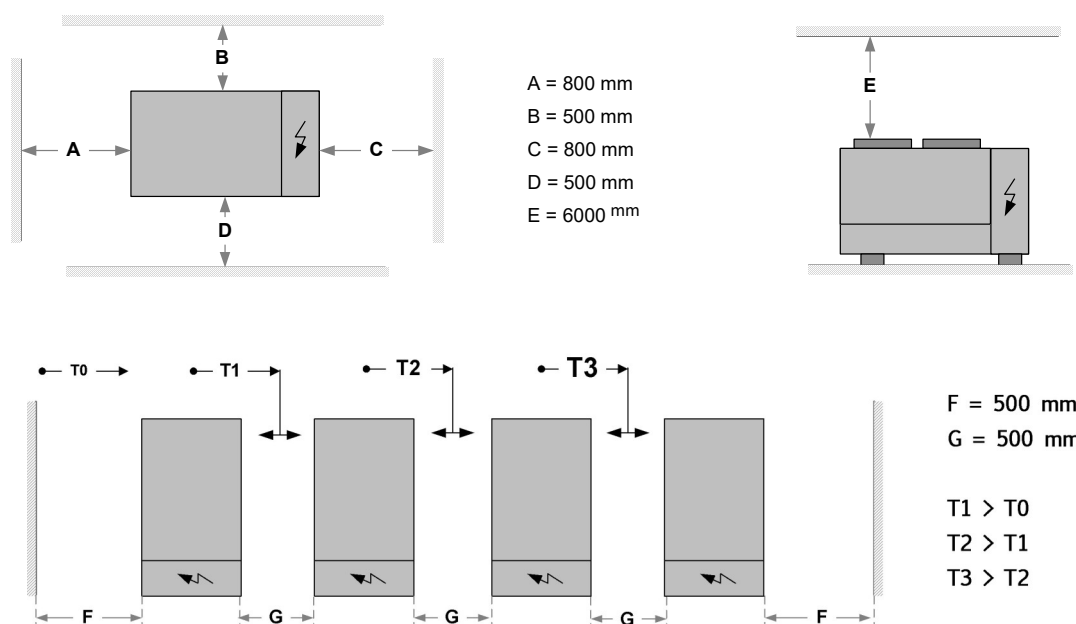 B
A
C
D
A = 800 mm
B = 500 mm
C = 800 mm
D = 500 mm
E = 6000 mm
E
T0
T1
T2
T3
F = 500 mm
G = 500 mm
T1 > T0
T2 > T1
T3 > T2
F
G
G
G
F